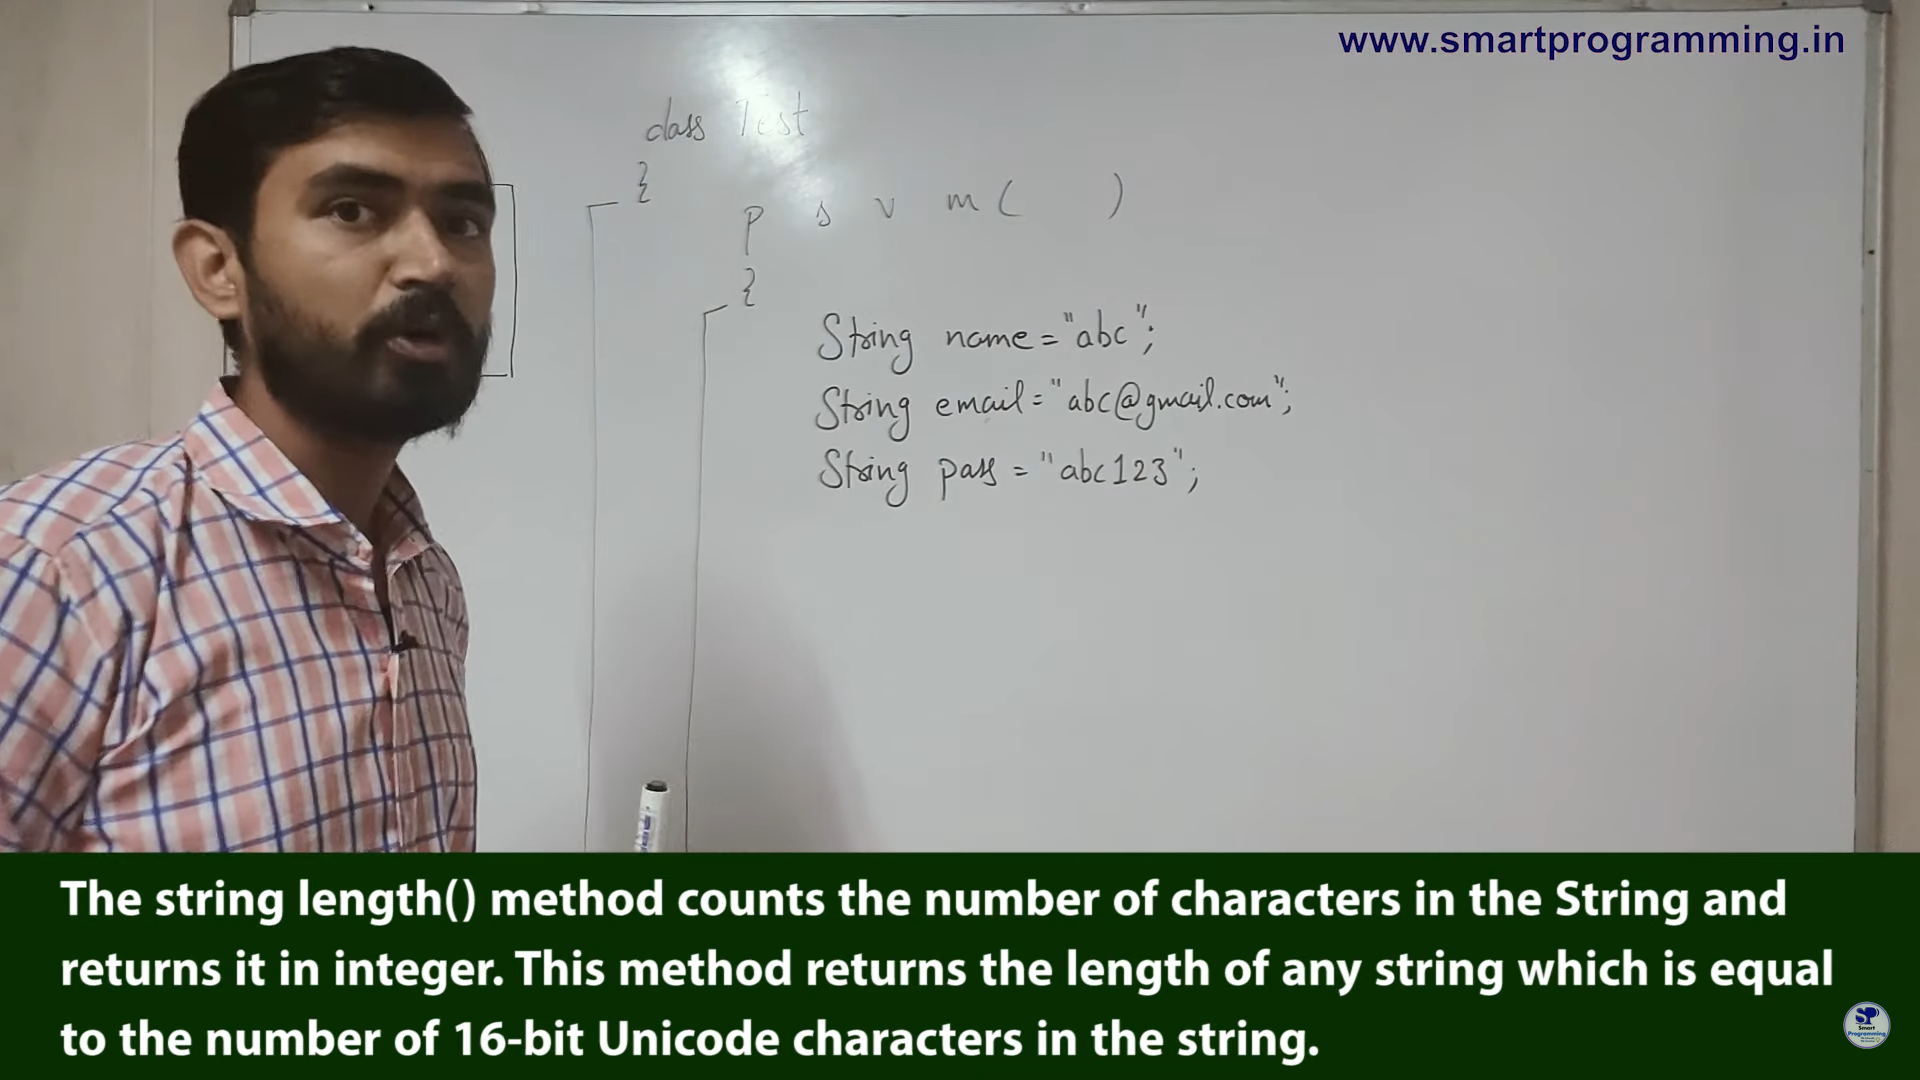 www.smartprogramming.in
class Test
{
p s v m ( )
{
String name = "abc";
String email = "abc@gmail.com";
String pass = "abc123";
The string length() method counts the number of characters in the String and
returns it in integer. This method returns the length of any string which is equal
to the number of 16-bit Unicode characters in the string.
SP
Smart
Programming